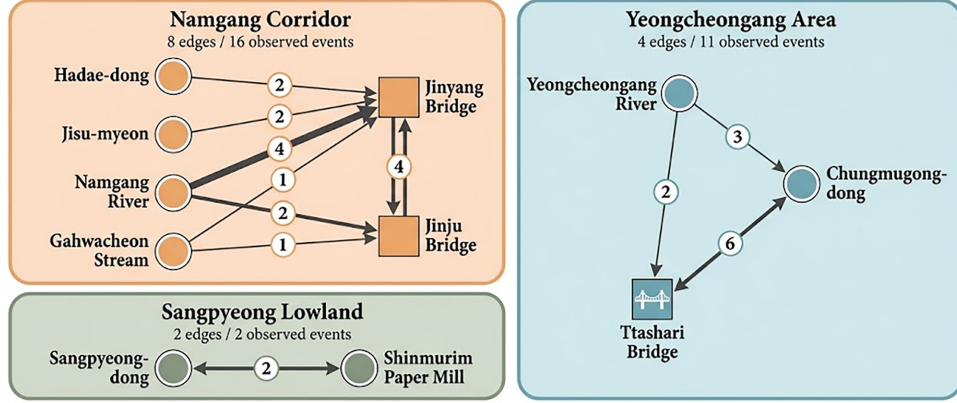 Namgang Corridor
8 edges / 16 observed events
Hadae-dong
Jisu-myeon
Namgang
River
Gahwacheon
Stream
2
2
4
1
2
1
4
Jinyang
Bridge
Jinju
Bridge
Sangpyeong Lowland
2 edges / 2 observed events
Sangpyeong-
dong
2
Shinmurim
Paper Mill
Yeongcheongang Area
4 edges / 11 observed events
Yeongcheongang
River
3
2
Chungmugong-
dong
6
Ttashari
Bridge